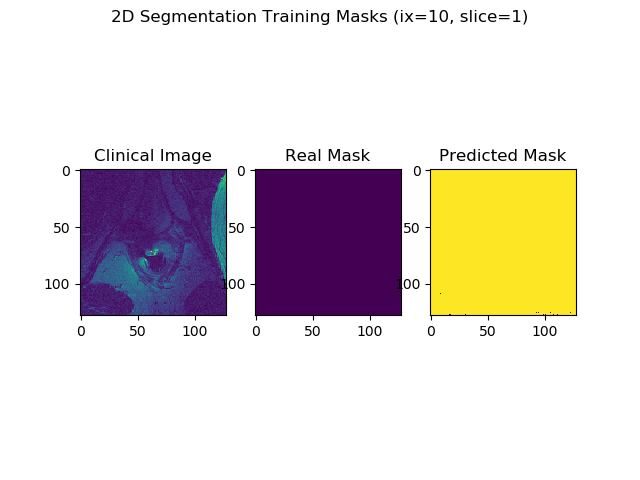 2D Segmentation Training Masks (ix=10, slice=1)
Clinical Image Real Mask Predicted Mask
0 0 0
50 50 50
100 100 100
0 50 100 0 50 100 0 50 100